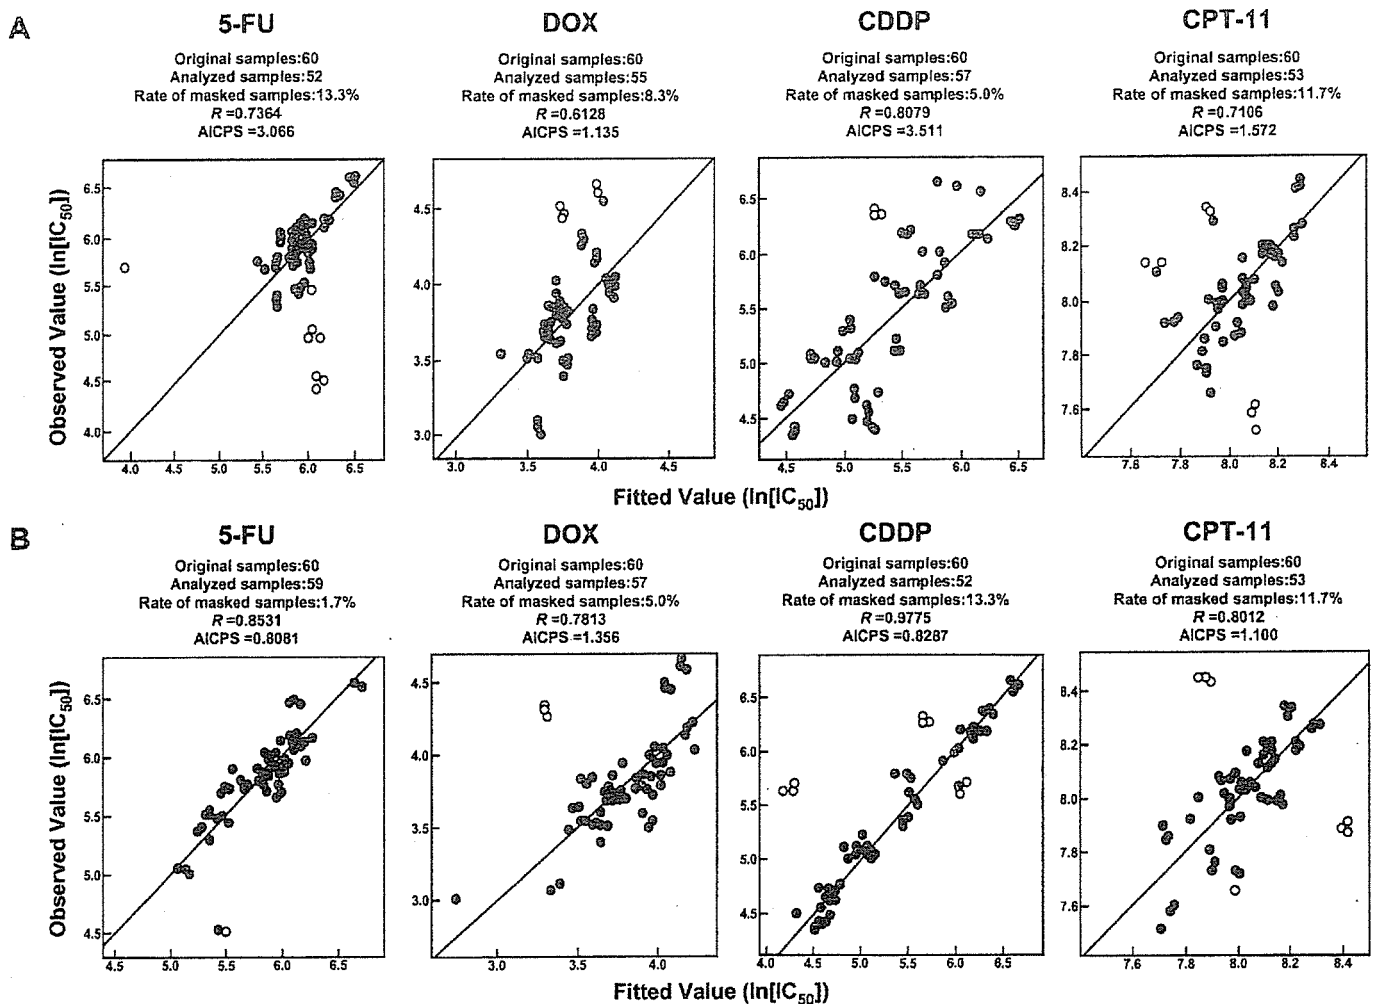 A
5-FU
Original samples:60
Analyzed samples:52
Rate of masked samples:13.3%
R =0.7364
AICPS =3.066
DOX
Original samples:60
Analyzed samples:55
Rate of masked samples:8.3%
R =0.6128
AICPS =1.135
CDDP
Original samples:60
Analyzed samples:57
Rate of masked samples:5.0%
R =0.8079
AICPS =3.511
CPT-11
Original samples:60
Analyzed samples:53
Rate of masked samples:11.7%
R =0.7106
AICPS =1.572
Observed Value (ln[IC50])
6.5
6.0
5.5
5.0
4.5
4.0
4.0 4.5 5.0 5.5 6.0 6.5
4.5
4.0
3.5
3.0
3.0 3.5 4.0 4.5
6.5
6.0
5.5
5.0
4.5
4.5 5.0 5.5 6.0 6.5
8.4
8.2
8.0
7.8
7.6
7.6 7.8 8.0 8.2 8.4
Fitted Value (ln[IC50])
B
5-FU
Original samples:60
Analyzed samples:59
Rate of masked samples:1.7%
R =0.8531
AICPS =0.8081
DOX
Original samples:60
Analyzed samples:57
Rate of masked samples:5.0%
R =0.7813
AICPS =1.356
CDDP
Original samples:60
Analyzed samples:52
Rate of masked samples:13.3%
R =0.9775
AICPS =0.8287
CPT-11
Original samples:60
Analyzed samples:53
Rate of masked samples:11.7%
R =0.8012
AICPS =1.100
Observed Value (ln[IC50])
6.5
6.0
5.5
5.0
4.5
4.5 5.0 5.5 6.0 6.5
4.5
4.0
3.5
3.0
3.0 3.5 4.0
6.5
6.0
5.5
5.0
4.5
4.0 4.5 5.0 5.5 6.0 6.5
8.4
8.2
8.0
7.8
7.6
7.6 7.8 8.0 8.2 8.4
Fitted Value (ln[IC50])